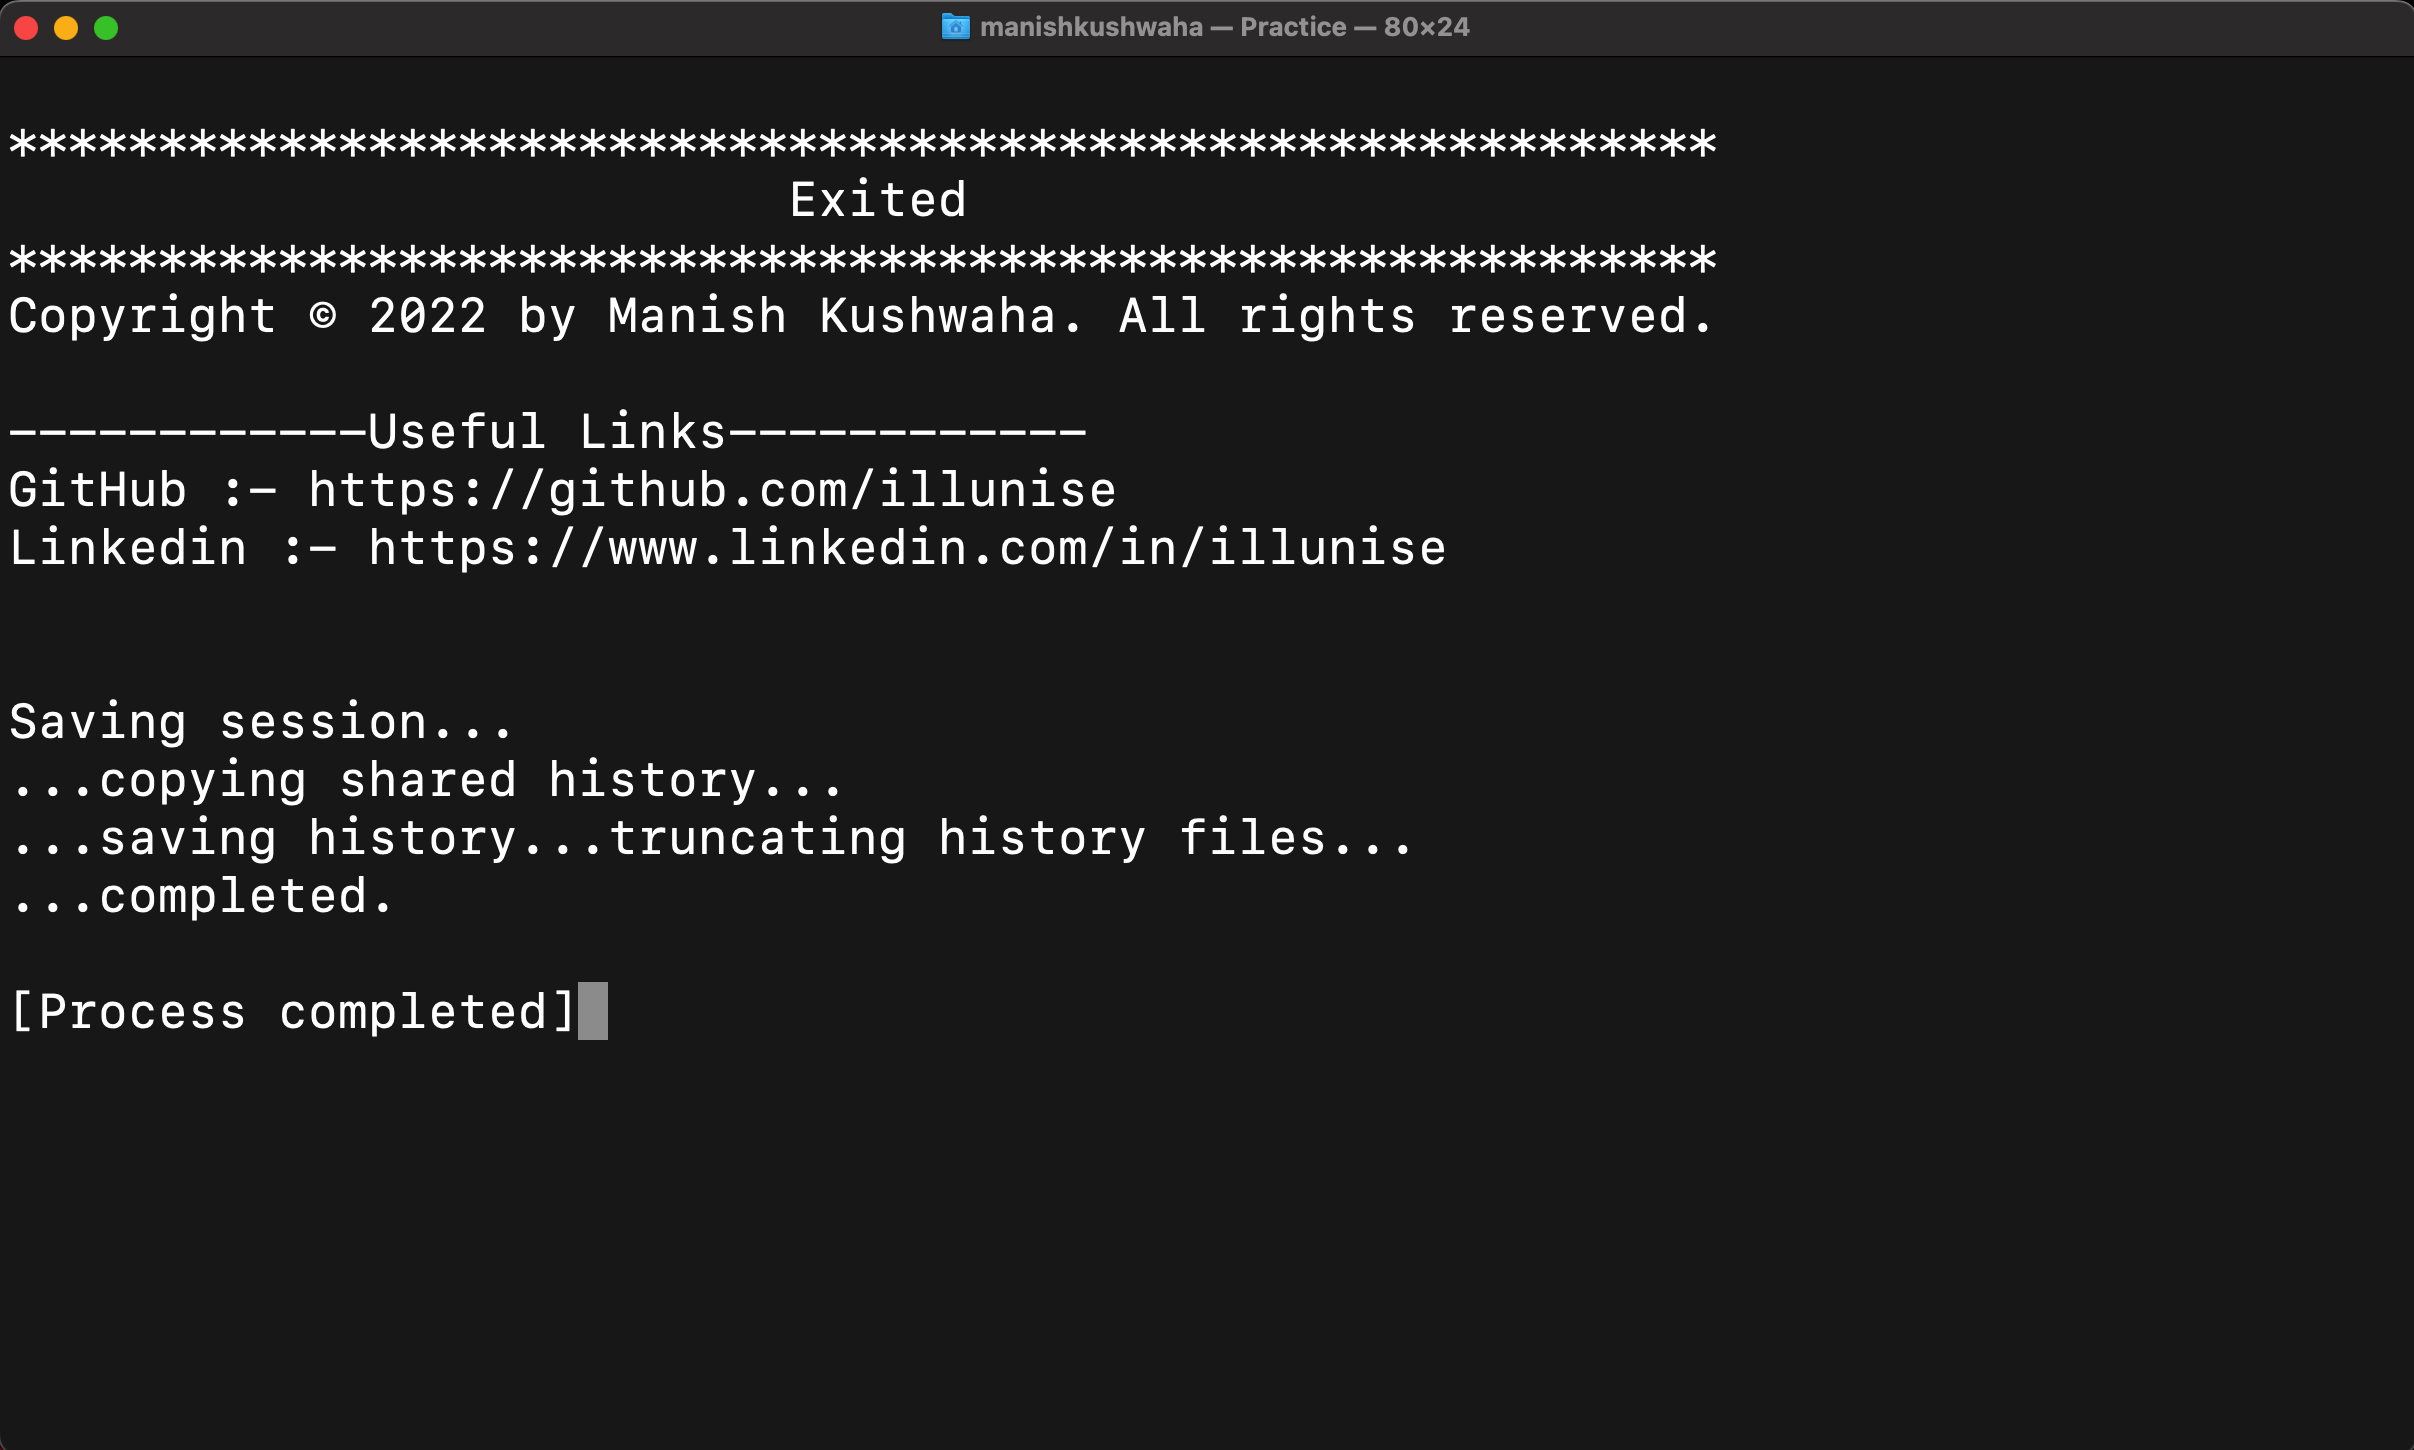 manishkushwaha — Practice — 80×24
*********************************************************
Exited
*********************************************************
Copyright © 2022 by Manish Kushwaha. All rights reserved.
------------Useful Links------------
GitHub :- https://github.com/illunise
Linkedin :- https://www.linkedin.com/in/illunise
Saving session...
...copying shared history...
...saving history...truncating history files...
...completed.
[Process completed]